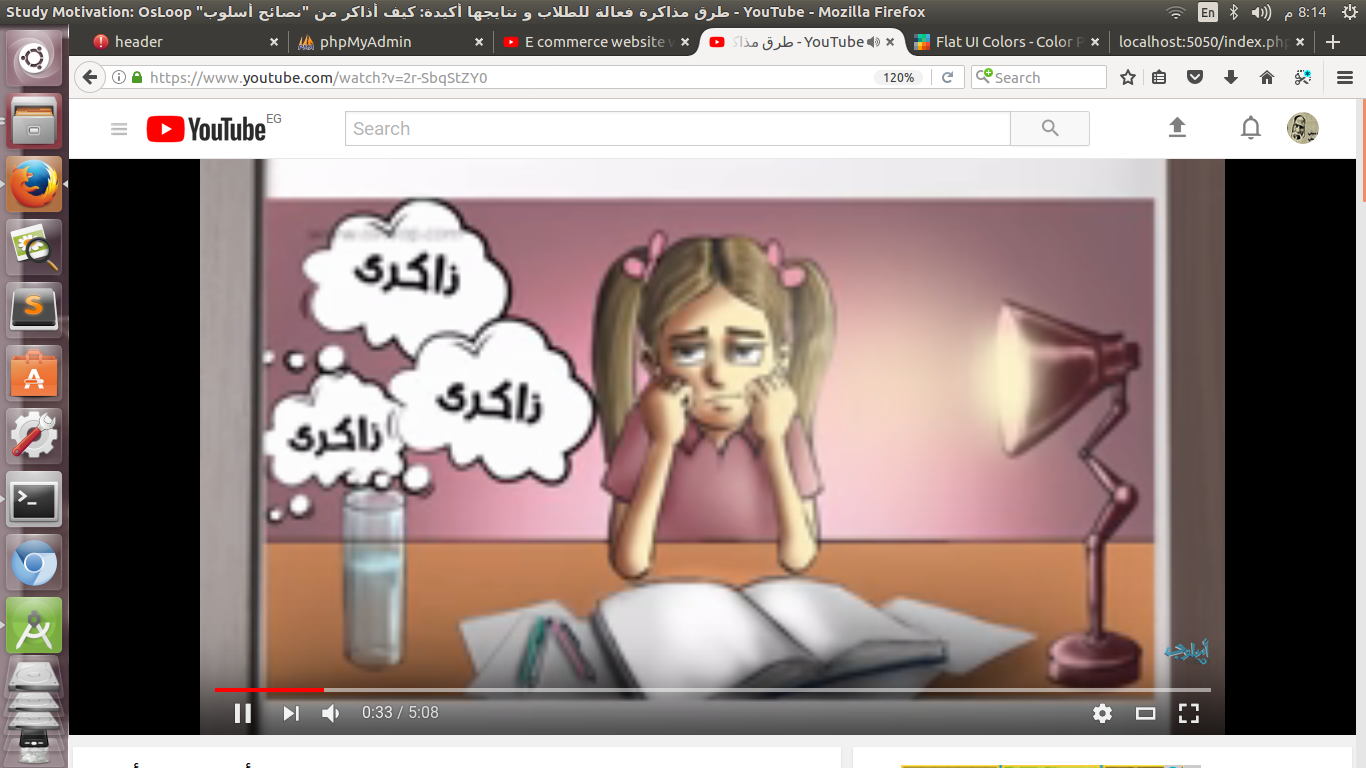 Study Motivation: OsLoop "طرق مذاكرة فعالة للطلاب و نتايجها أكيدة: كيف أذاكر من "نصائح أسلوب - YouTube - Mozilla Firefox
En
8:14 م
header
phpMyAdmin
E commerce website
طرق مذاك - YouTube
Flat UI Colors - Color P
localhost:5050/index.php
https://www.youtube.com/watch?v=2r-SbqStZY0
120%
Search
YouTube EG
Search
زاكرى
زاكرى
زاكرى
0:33 / 5:08